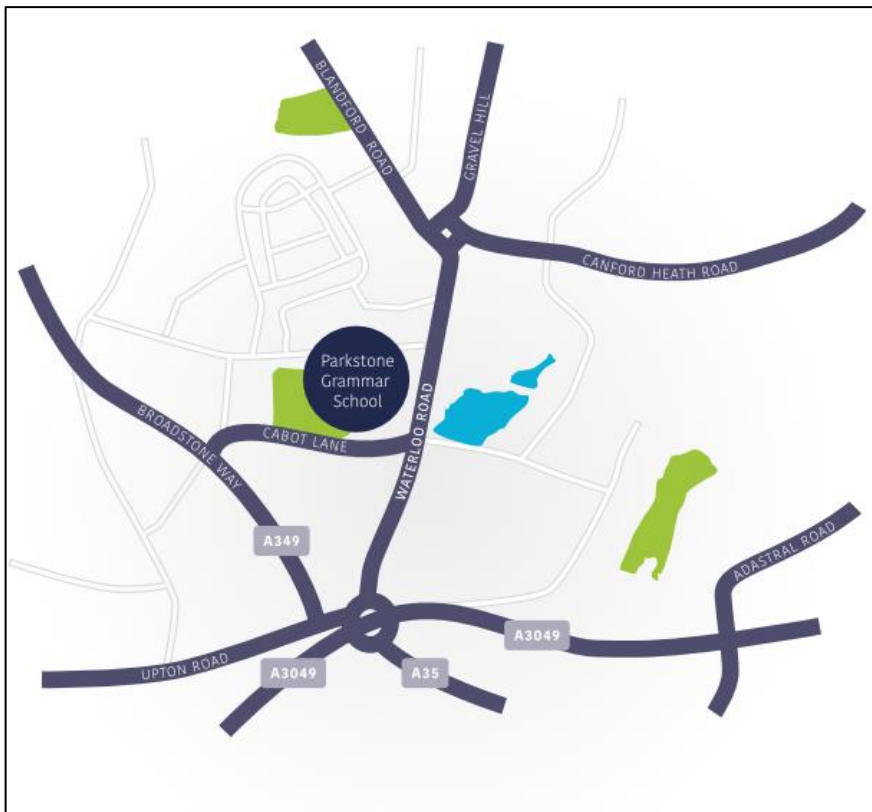 BLANDFORD ROAD
GRAVEL HILL
CANFORD HEATH ROAD
Parkstone
Grammar
School
BROADSTONE WAY
CABOT LANE
WATERLOO ROAD
A349
ADASTRAL ROAD
A3049
UPTON ROAD
A3049
A35